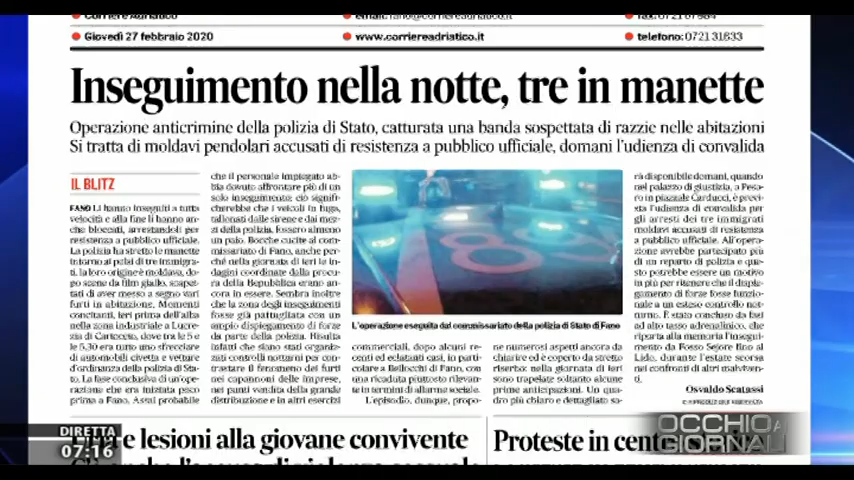 Corriere Adriatico
Giovedì 27 febbraio 2020
www.corriereadriatico.it
telefono: 0721 31633
Inseguimento nella notte, tre in manette
Operazione anticrimine della polizia di Stato, catturata una banda sospettata di razzie nelle abitazioni
Si tratta di moldavi pendolari accusati di resistenza a pubblico ufficiale, domani l'udienza di convalida
IL BLITZ
FANO Li hanno inseguiti a tutta
velocità e alla fine li hanno an-
che bloccati, arrestandoli per
resistenza a pubblico ufficiale.
La polizia ha stretto le manette
intorno ai polsi di tre immigra-
ti, la loro origine è moldava, do-
po scene da film giallo, sospet-
tati di aver messo a segno vari
furti in abitazione. Momenti
concitanti, ieri prima dell'alba
nella zona industriale a Lucre-
zia di Cartoceto, dove tra le 5
e le 5,30 era tutto uno sfrecciare
di automobili civetta e vetture
d'ordinanza della polizia di Sta-
to. La fase conclusiva di un'ope-
razione che era iniziata poco
prima a Fano. Assai probabile
che il personale impiegato ab-
bia dovuto affrontare più di un
solo inseguimento: ciò signifi-
cherebbe che i veicoli in fuga,
tallonati dalle sirene e dai mez-
zi della polizia, fossero almeno
un paio. Bocche cucite al com-
missariato di Fano, anche per-
ché nella giornata di ieri le in-
dagini coordinate dalla procu-
ra della Repubblica erano an-
cora in essere. Sembra inoltre
che la zona degli inseguimenti
fosse già pattugliata con un
ampio dispiegamento di forze
da parte della polizia. Risulta
infatti che siano stati organiz-
zati controlli notturni per con-
trastare il fenomeno dei furti
nei capannoni delle imprese,
nei punti vendita della grande
distribuzione e in altri esercizi
L'operazione eseguita dal commissariato della polizia di Stato di Fano
commerciali, dopo alcuni re-
centi ed eclatanti casi, in parti-
colare a Bellocchi di Fano, con
una ricaduta piuttosto rilevan-
te in termini di allarme sociale.
L'episodio, dunque, propo-
ne numerosi aspetti ancora da
chiarire ed è coperto da stretto
riserbo: nella giornata di ieri
sono trapelate soltanto alcune
prime anticipazioni. Un qua-
dro più chiaro e dettagliato sa-
rà disponibile domani, quando
nel palazzo di giustizia, a Pesa-
ro in piazzale Carducci, è previ-
sta l'udienza di convalida per
gli arresti dei tre immigrati
moldavi accusati di resistenza
a pubblico ufficiale. All'opera-
zione avrebbe partecipato più
di un reparto di polizia e que-
sto potrebbe essere un motivo
in più per ritenere che il dispie-
gamento di forze fosse funzio-
nale a un esteso controllo not-
turno. È stato concluso da fasi
ad alto tasso adrenalinico, che
riporta alla memoria l'insegui-
mento da Fosso Sejore fino al
Lido, durante l'estate scorsa
nei confronti di altri malviven-
ti.
Osvaldo Scatassi
e lesioni alla giovane convivente
Proteste in cent
DIRETTA
07:16
OCCHIO AI
GIORNALI